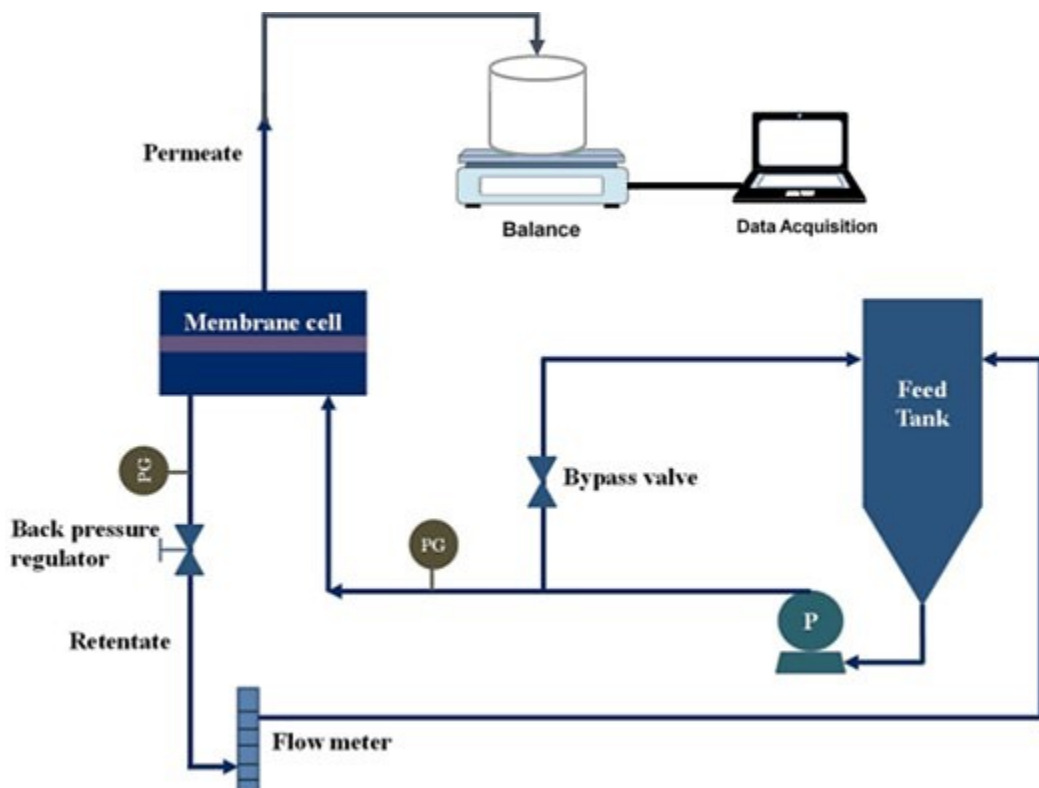 Permeate
Balance
Data Acquisition
Membrane cell
Feed
Tank
PG
Bypass valve
Back pressure
regulator
PG
P
Retentate
Flow meter